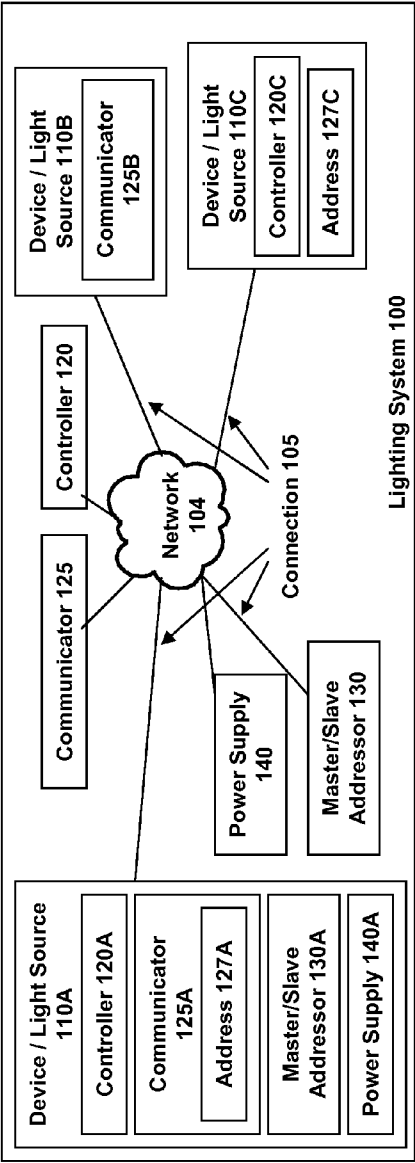 Device / Light Source
110A
Controller 120A
Communicator
125A
Address 127A
Master/Slave
Addressor 130A
Power Supply 140A
Communicator 125
Controller 120
Network
104
Power Supply
140
Master/Slave
Addressor 130
Connection 105
Device / Light
Source 110B
Communicator
125B
Device / Light
Source 110C
Controller 120C
Address 127C
Lighting System 100